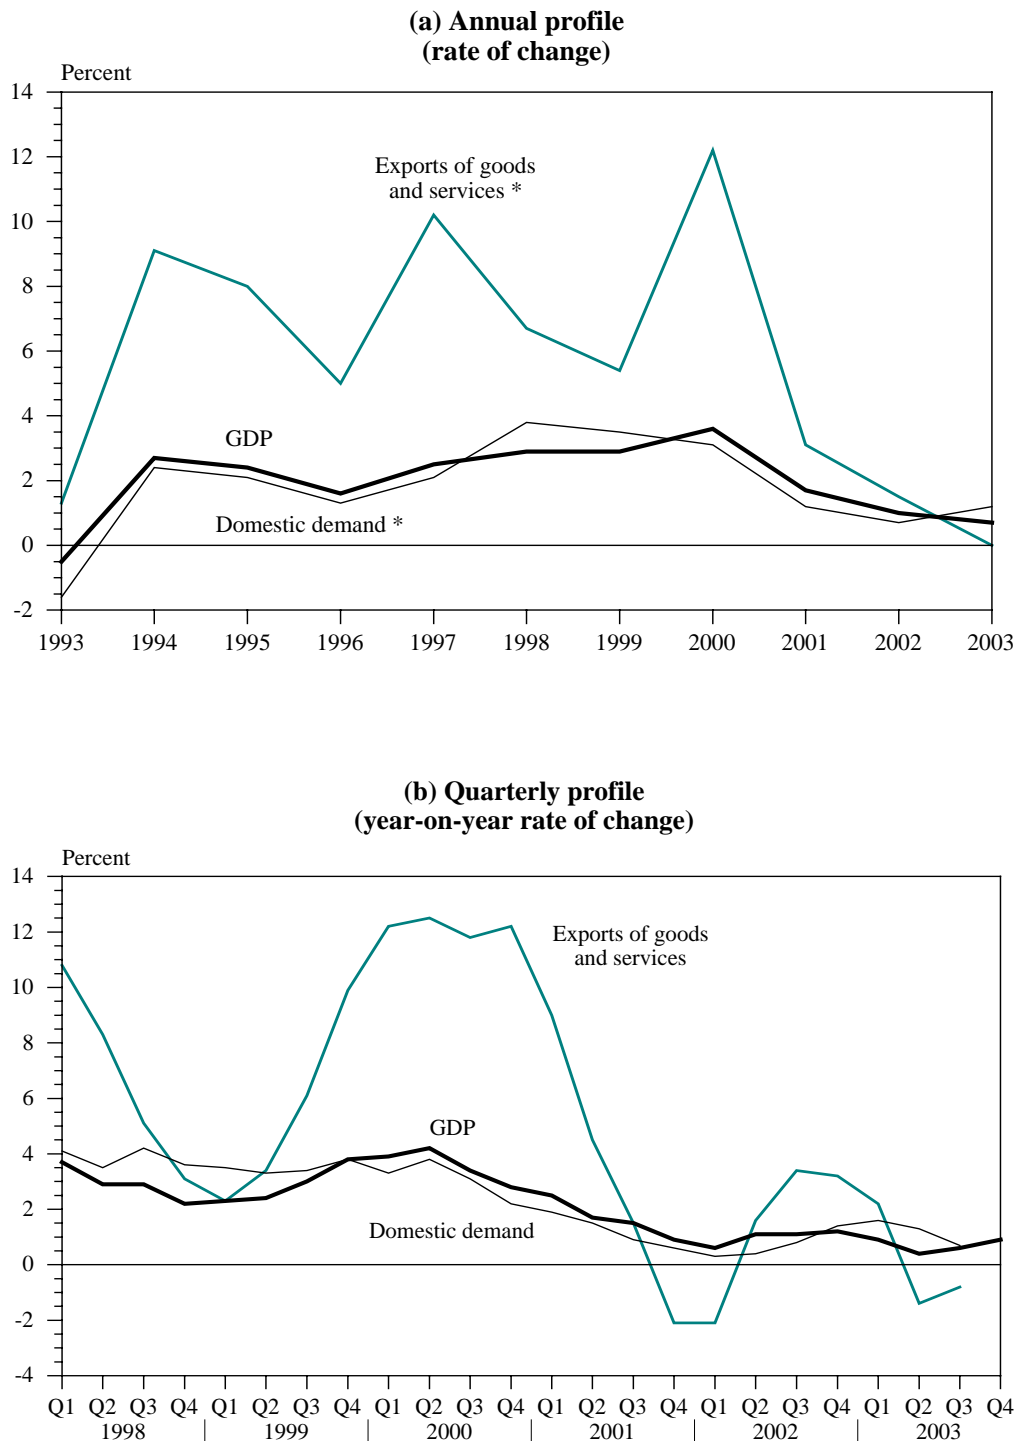 (a) Annual profile
(rate of change)
Percent
14
12
10
8
6
4
2
0
-2
Exports of goods
and services *
GDP
Domestic demand *
1993 1994 1995 1996 1997 1998 1999 2000 2001 2002 2003
(b) Quarterly profile
(year-on-year rate of change)
Percent
14
12
10
8
6
4
2
0
-2
-4
Exports of goods
and services
GDP
Domestic demand
Q1 Q2 Q3 Q4 Q1 Q2 Q3 Q4 Q1 Q2 Q3 Q4 Q1 Q2 Q3 Q4 Q1 Q2 Q3 Q4 Q1 Q2 Q3 Q4
1998 1999 2000 2001 2002 2003